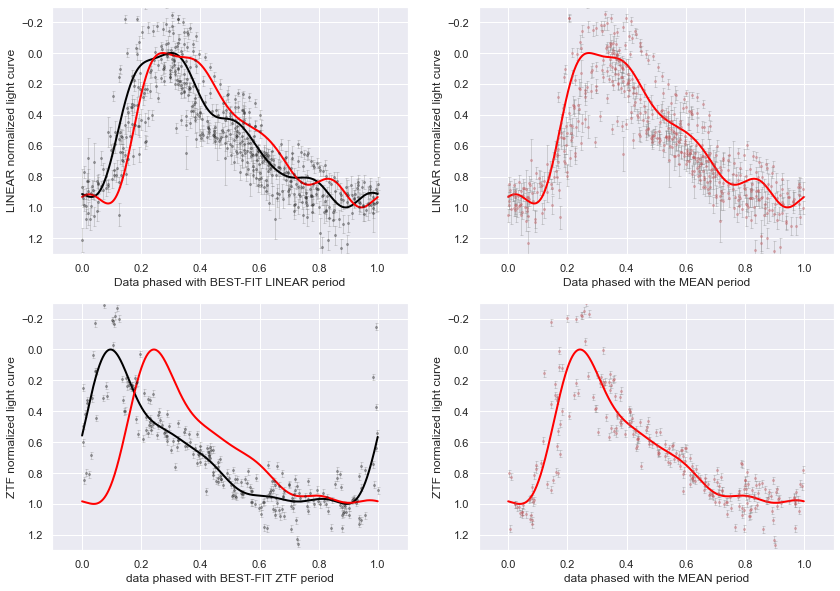 LINEAR normalized light curve
−0.2
0.0
0.2
0.4
0.6
0.8
1.0
1.2
0.0 0.2 0.4 0.6 0.8 1.0
Data phased with BEST-FIT LINEAR period
LINEAR normalized light curve
−0.2
0.0
0.2
0.4
0.6
0.8
1.0
1.2
0.0 0.2 0.4 0.6 0.8 1.0
Data phased with the MEAN period
ZTF normalized light curve
−0.2
0.0
0.2
0.4
0.6
0.8
1.0
1.2
0.0 0.2 0.4 0.6 0.8 1.0
data phased with BEST-FIT ZTF period
ZTF normalized light curve
−0.2
0.0
0.2
0.4
0.6
0.8
1.0
1.2
0.0 0.2 0.4 0.6 0.8 1.0
data phased with the MEAN period